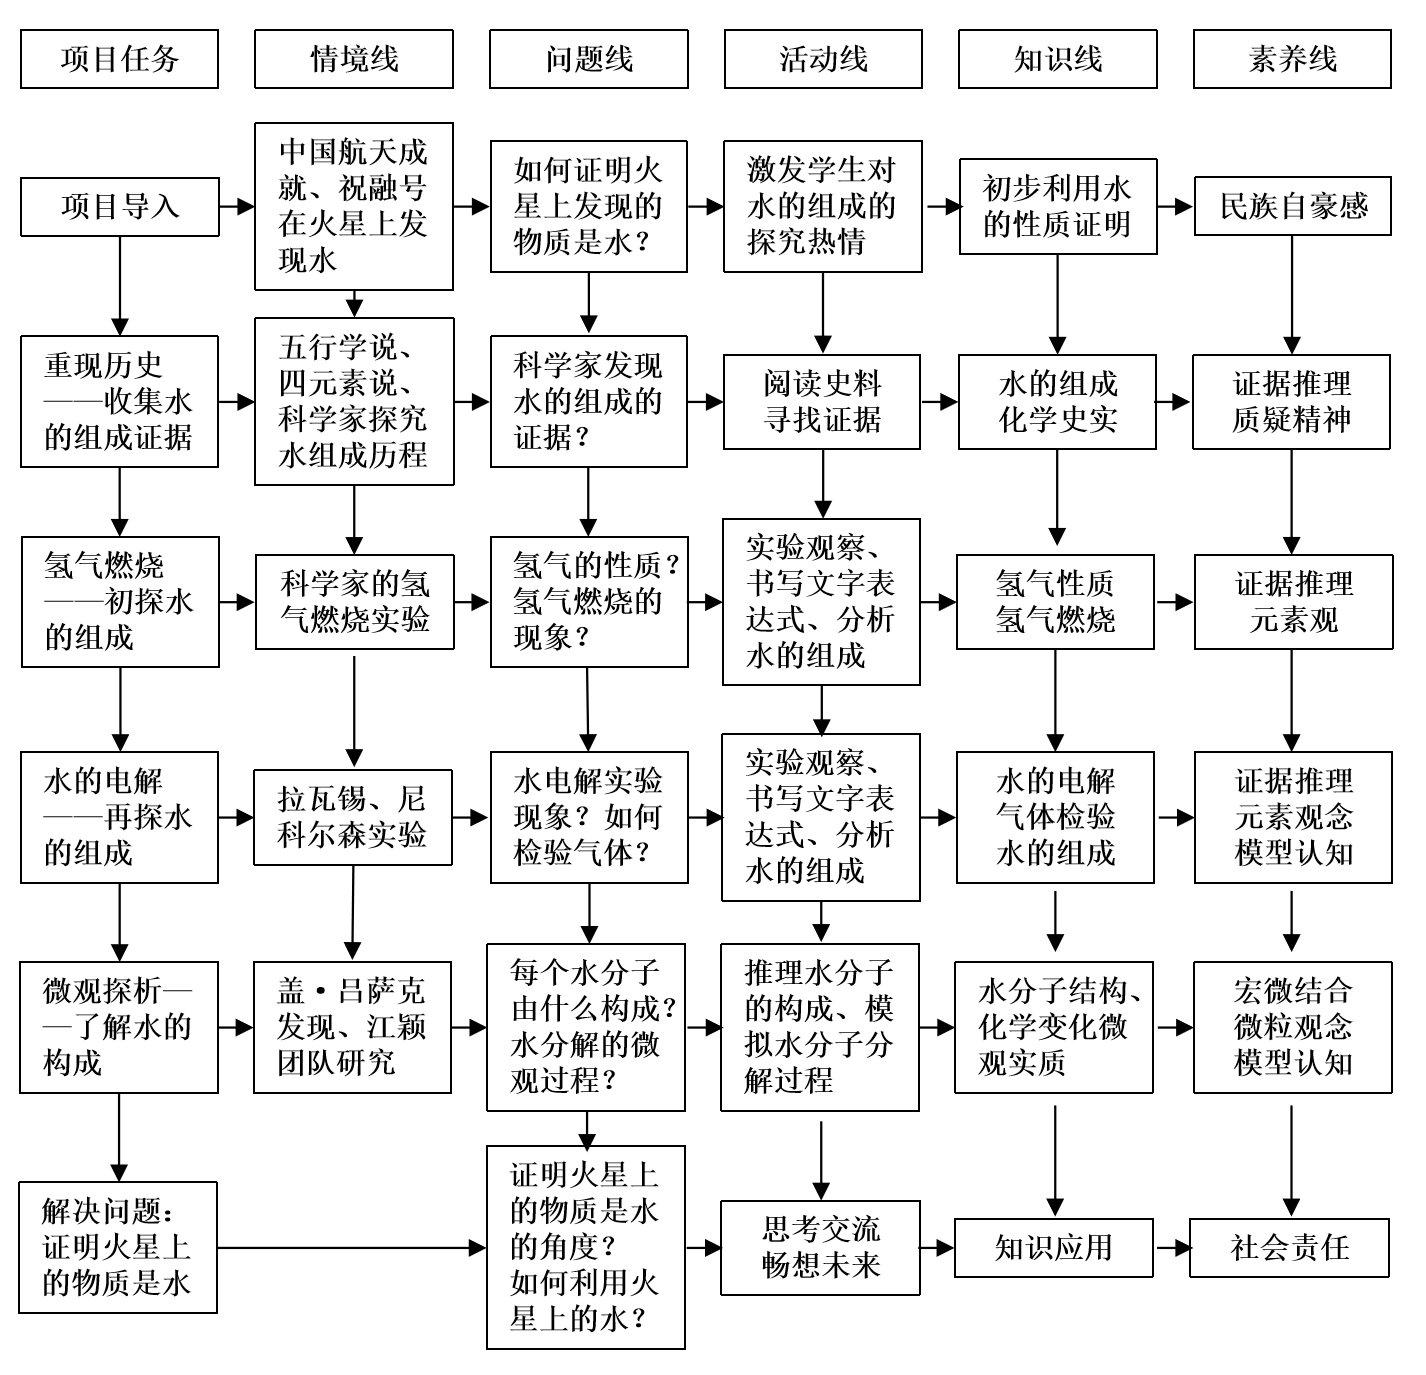 项目任务
情境线
问题线
活动线
知识线
素养线
项目导入
中国航天成
就、祝融号
在火星上发
现水
如何证明火
星上发现的
物质是水？
激发学生对
水的组成的
探究热情
初步利用水
的性质证明
民族自豪感
重现历史
——收集水
的组成证据
五行学说、
四元素说、
科学家探究
水组成历程
科学家发现
水的组成的
证据？
阅读史料
寻找证据
水的组成
化学史实
证据推理
质疑精神
氢气燃烧
——初探水
的组成
科学家的氢
气燃烧实验
氢气的性质？
氢气燃烧的
现象？
实验观察、
书写文字表
达式、分析
水的组成
氢气性质
氢气燃烧
证据推理
元素观
水的电解
——再探水
的组成
拉瓦锡、尼
科尔森实验
水电解实验
现象？如何
检验气体？
实验观察、
书写文字表
达式、分析
水的组成
水的电解
气体检验
水的组成
证据推理
元素观念
模型认知
微观探析—
—了解水的
构成
盖·吕萨克
发现、江颖
团队研究
每个水分子
由什么构成？
水分解的微
观过程？
推理水分子
的构成、模
拟水分子分
解过程
水分子结构、
化学变化微
观实质
宏微结合
微粒观念
模型认知
解决问题：
证明火星上
的物质是水
证明火星上
的物质是水
的角度？
如何利用火
星上的水？
思考交流
畅想未来
知识应用
社会责任